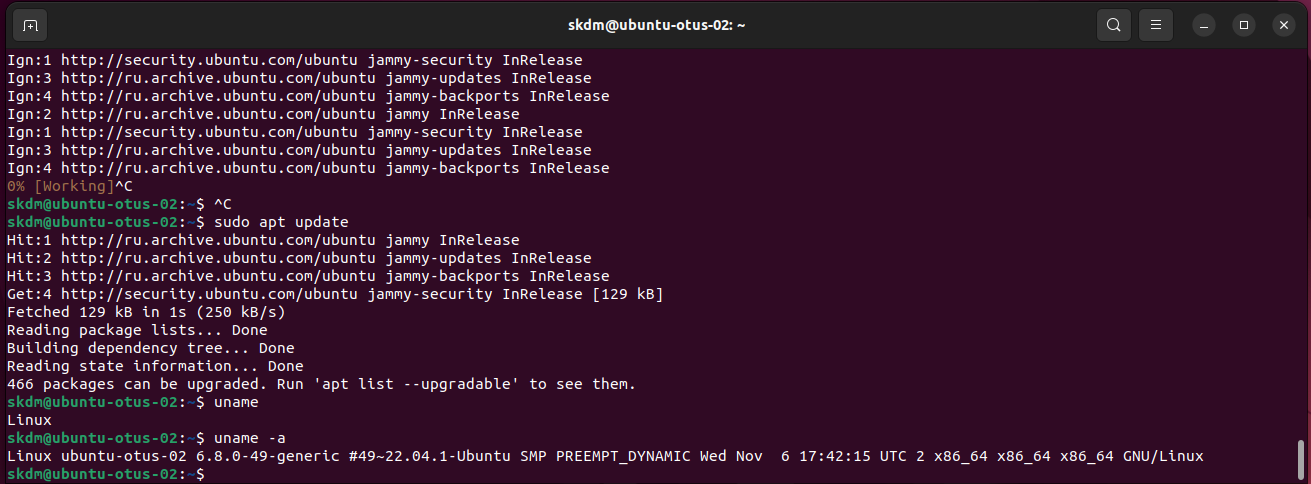 skdm@ubuntu-otus-02: ~
Ign:1 http://security.ubuntu.com/ubuntu jammy-security InRelease
Ign:3 http://ru.archive.ubuntu.com/ubuntu jammy-updates InRelease
Ign:4 http://ru.archive.ubuntu.com/ubuntu jammy-backports InRelease
Ign:2 http://ru.archive.ubuntu.com/ubuntu jammy InRelease
Ign:1 http://security.ubuntu.com/ubuntu jammy-security InRelease
Ign:3 http://ru.archive.ubuntu.com/ubuntu jammy-updates InRelease
Ign:4 http://ru.archive.ubuntu.com/ubuntu jammy-backports InRelease
0% [Working]^C
skdm@ubuntu-otus-02:~$ ^C
skdm@ubuntu-otus-02:~$ sudo apt update
Hit:1 http://ru.archive.ubuntu.com/ubuntu jammy InRelease
Hit:2 http://ru.archive.ubuntu.com/ubuntu jammy-updates InRelease
Hit:3 http://ru.archive.ubuntu.com/ubuntu jammy-backports InRelease
Get:4 http://security.ubuntu.com/ubuntu jammy-security InRelease [129 kB]
Fetched 129 kB in 1s (250 kB/s)
Reading package lists... Done
Building dependency tree... Done
Reading state information... Done
466 packages can be upgraded. Run 'apt list --upgradable' to see them.
skdm@ubuntu-otus-02:~$ uname
Linux
skdm@ubuntu-otus-02:~$ uname -a
Linux ubuntu-otus-02 6.8.0-49-generic #49~22.04.1-Ubuntu SMP PREEMPT_DYNAMIC Wed Nov  6 17:42:15 UTC 2 x86_64 x86_64 x86_64 GNU/Linux
skdm@ubuntu-otus-02:~$